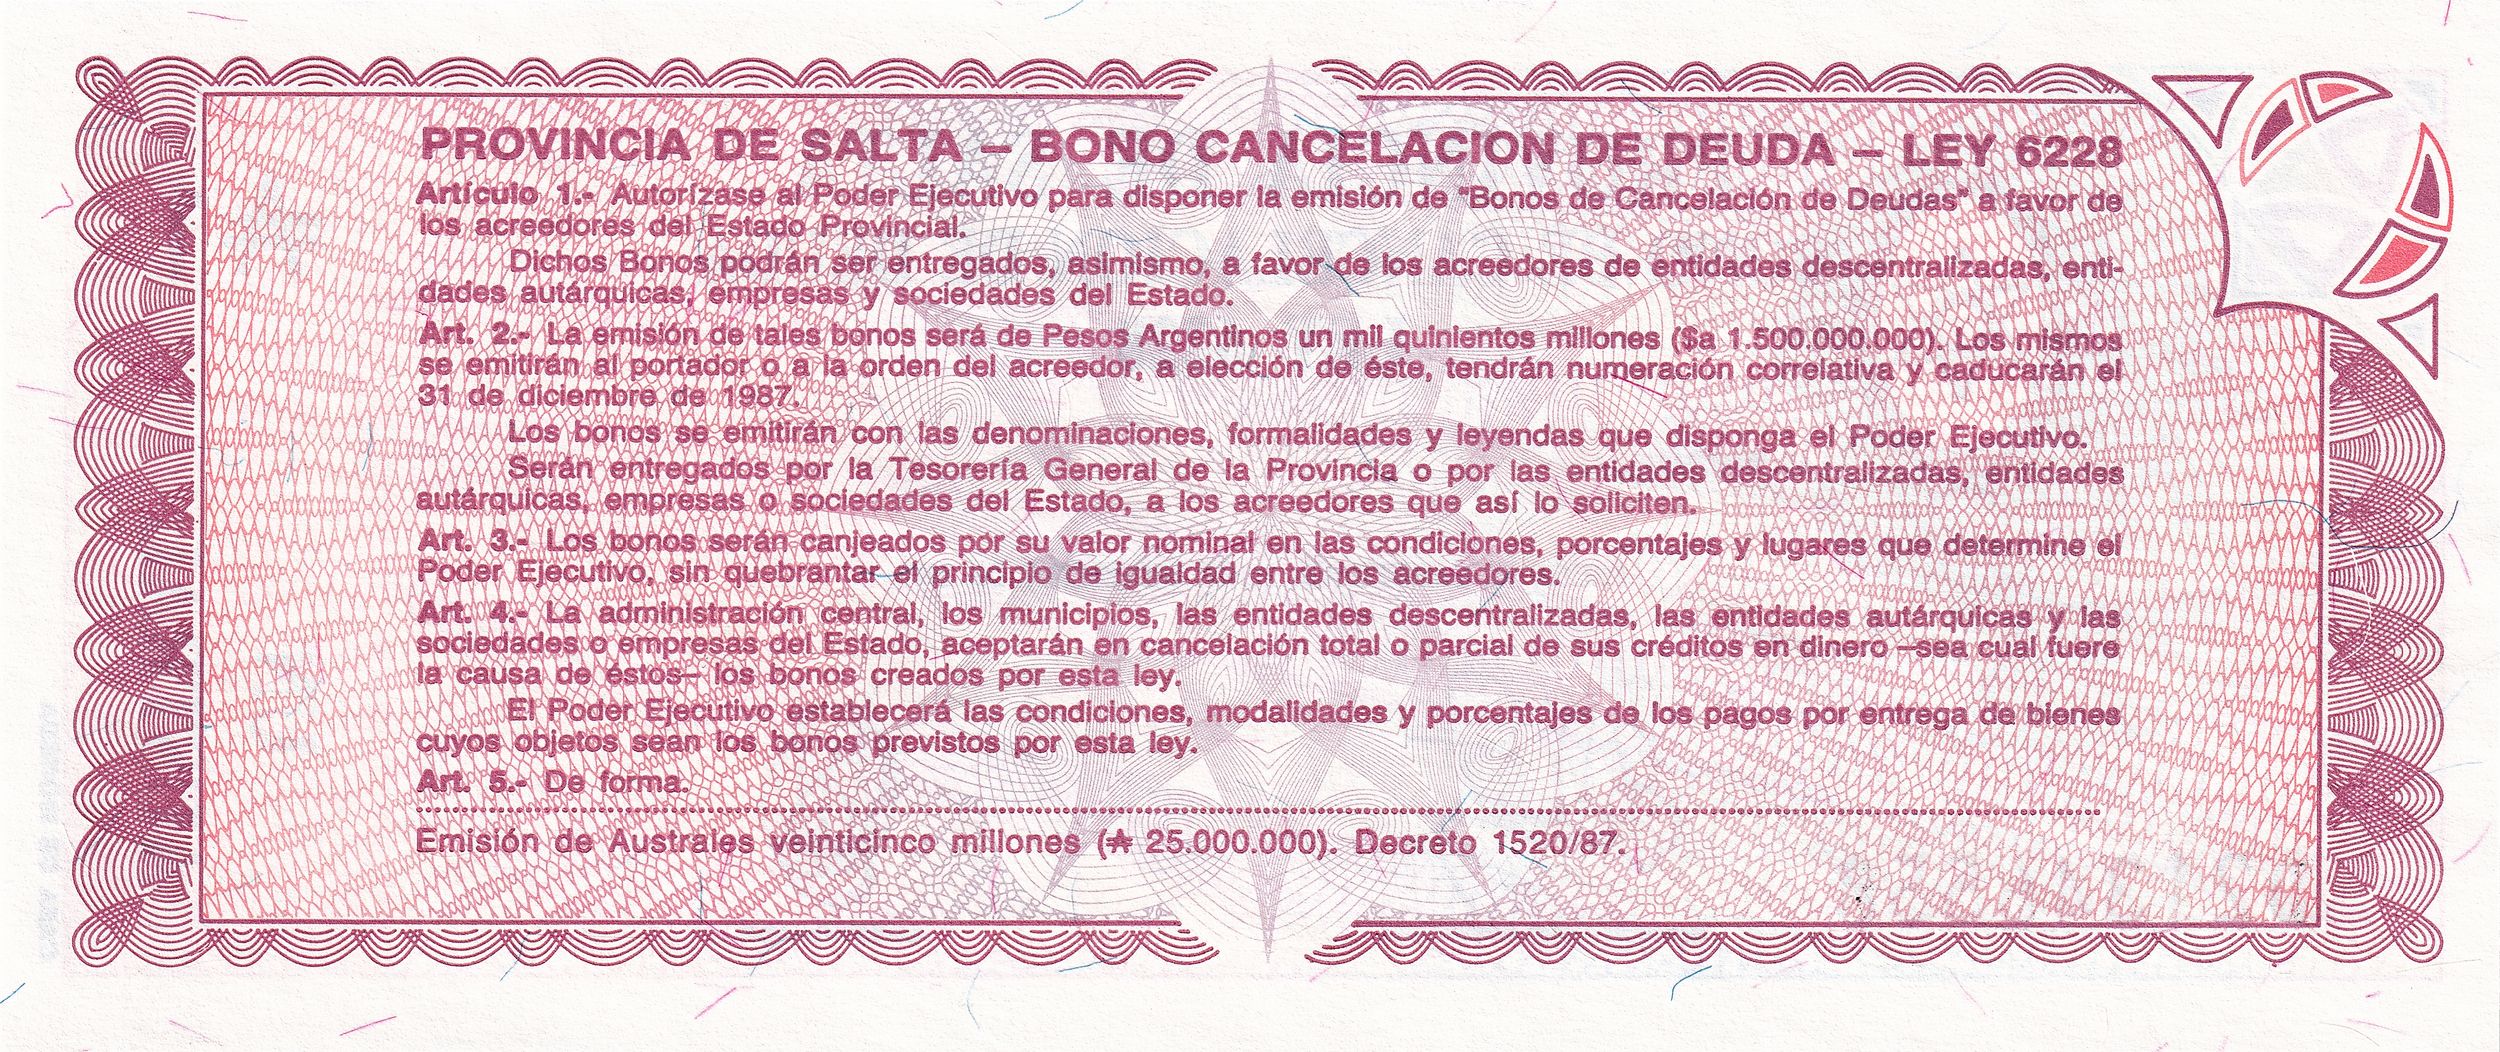 PROVINCIA DE SALTA – BONO CANCELACION DE DEUDA – LEY 6228
Artículo 1.- Autorízase al Poder Ejecutivo para disponer la emisión de "Bonos de Cancelación de Deudas" a favor de
los acreedores del Estado Provincial.
Dichos Bonos podrán ser entregados, asimismo, a favor de los acreedores de entidades descentralizadas, enti-
dades autárquicas, empresas y sociedades del Estado.
Art. 2.- La emisión de tales bonos será de Pesos Argentinos un mil quinientos millones ($a 1.500.000.000). Los mismos
se emitirán al portador o a la orden del acreedor, a elección de éste, tendrán numeración correlativa y caducarán el
31 de diciembre de 1987.
Los bonos se emitirán con las denominaciones, formalidades y leyendas que disponga el Poder Ejecutivo.
Serán entregados por la Tesorería General de la Provincia o por las entidades descentralizadas, entidades
autárquicas, empresas o sociedades del Estado, a los acreedores que así lo soliciten.
Art. 3.- Los bonos serán canjeados por su valor nominal en las condiciones, porcentajes y lugares que determine el
Poder Ejecutivo, sin quebrantar el principio de igualdad entre los acreedores.
Art. 4.- La administración central, los municipios, las entidades descentralizadas, las entidades autárquicas y las
sociedades o empresas del Estado, aceptarán en cancelación total o parcial de sus créditos en dinero –sea cual fuere
la causa de éstos– los bonos creados por esta ley.
El Poder Ejecutivo establecerá las condiciones, modalidades y porcentajes de los pagos por entrega de bienes
cuyos objetos sean los bonos previstos por esta ley.
Art. 5.- De forma.
Emisión de Australes veinticinco millones (₳ 25.000.000). Decreto 1520/87.